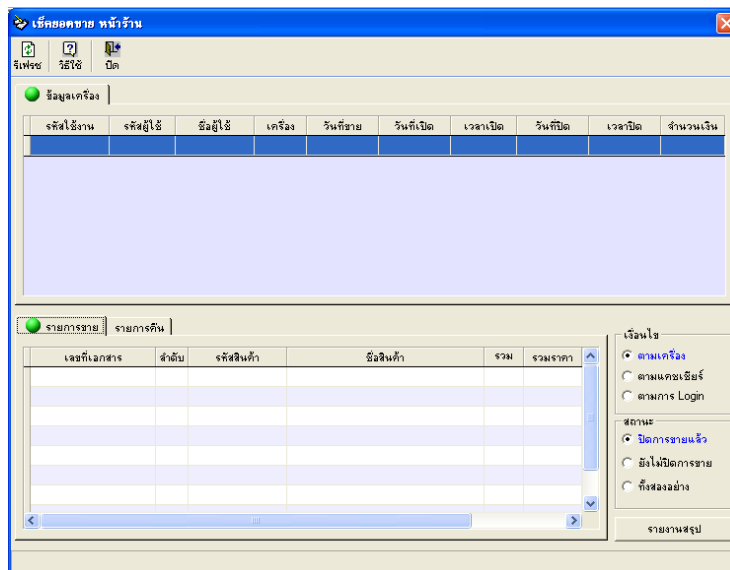 เช็คยอดขาย หน้าร้าน
รีเฟรช วิธีใช้ ปิด
ข้อมูลเครื่อง
รหัสใช้งาน รหัสผู้ใช้ ชื่อผู้ใช้ เครื่อง วันที่ขาย วันที่เปิด เวลาเปิด วันที่ปิด เวลาปิด จำนวนเงิน
รายการขาย รายการคืน
เลขที่เอกสาร ลำดับ รหัสสินค้า ชื่อสินค้า รวม รวมราคา
เงื่อนไข
ตามเครื่อง
ตามแคชเชียร์
ตามการ Login
สถานะ
ปิดการขายแล้ว
ยังไม่ปิดการขาย
ทั้งสองอย่าง
รายงานสรุป